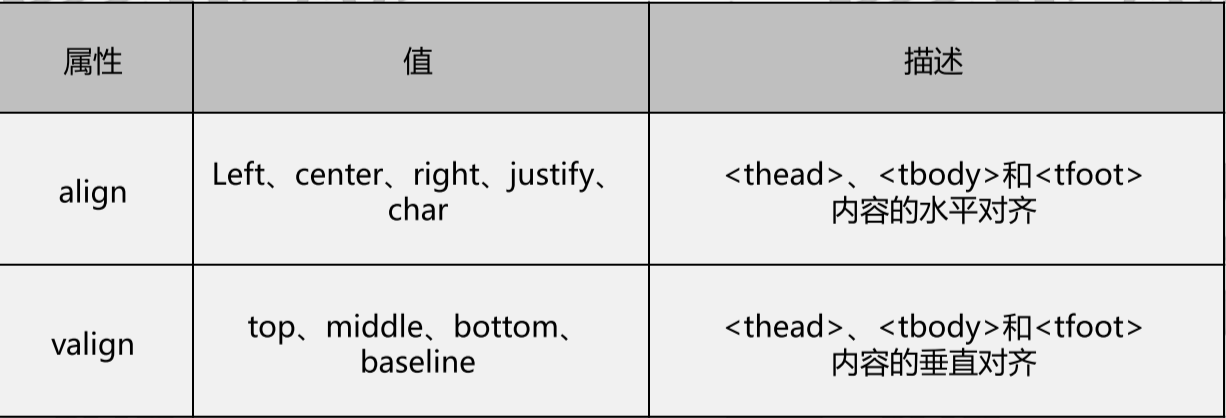 属性 值 描述
align Left、center、right、justify、 <thead>、<tbody>和<tfoot>
char 内容的水平对齐
valign top、middle、bottom、 <thead>、<tbody>和<tfoot>
baseline 内容的垂直对齐